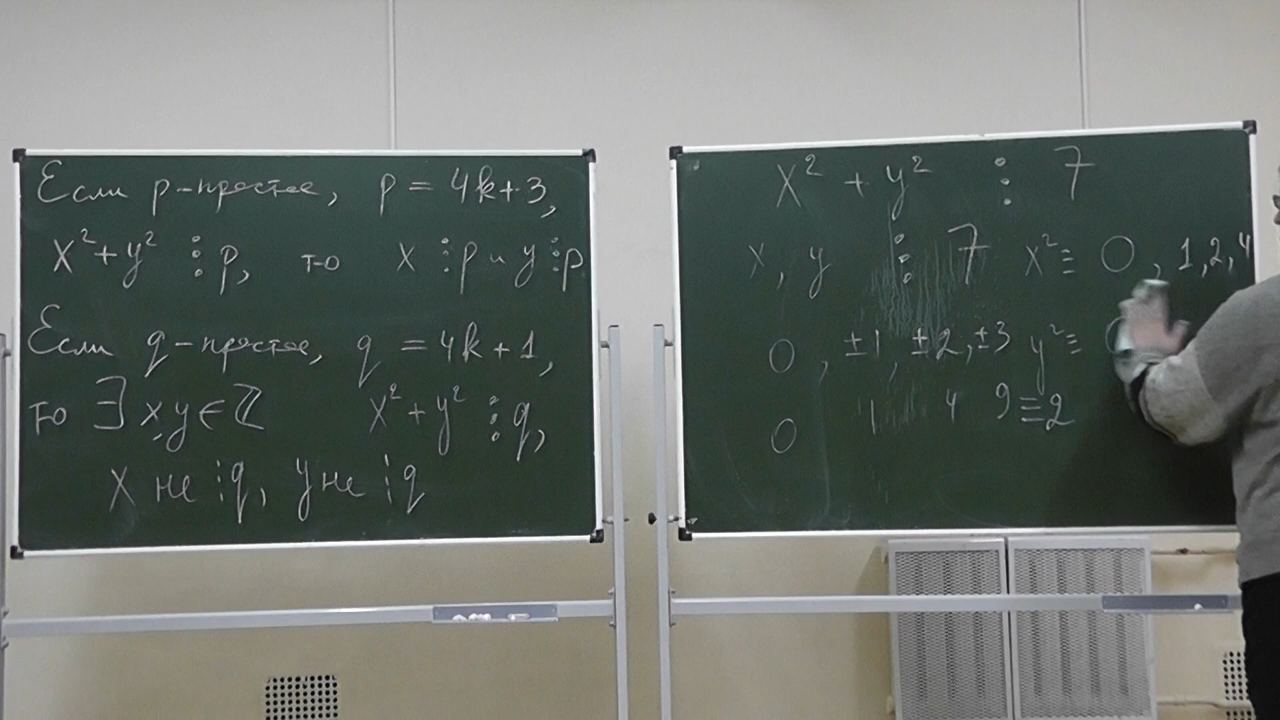 Если p-простое, p = 4k+3,
x²+y² ⋮ p, то x ⋮ p и y ⋮ p
Если q-простое, q = 4k+1,
то ∃ x,y ∈ ℤ x²+y² ⋮ q,
x не ⋮ q, y не ⋮ q
x² + y² ⋮ 7
x, y ⋮ 7 x² ≡ 0, 1, 2, 4
0, ±1, ±2, ±3 y² ≡
0 1 4 9 ≡ 2